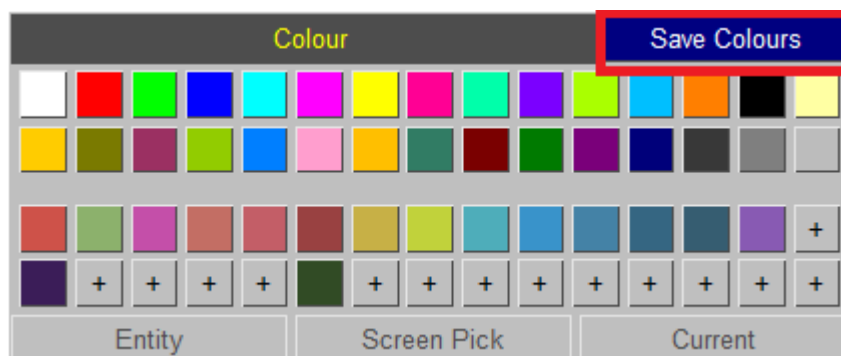 Colour Save Colours
+
+ + + + + + + + + + + + +
Entity Screen Pick Current